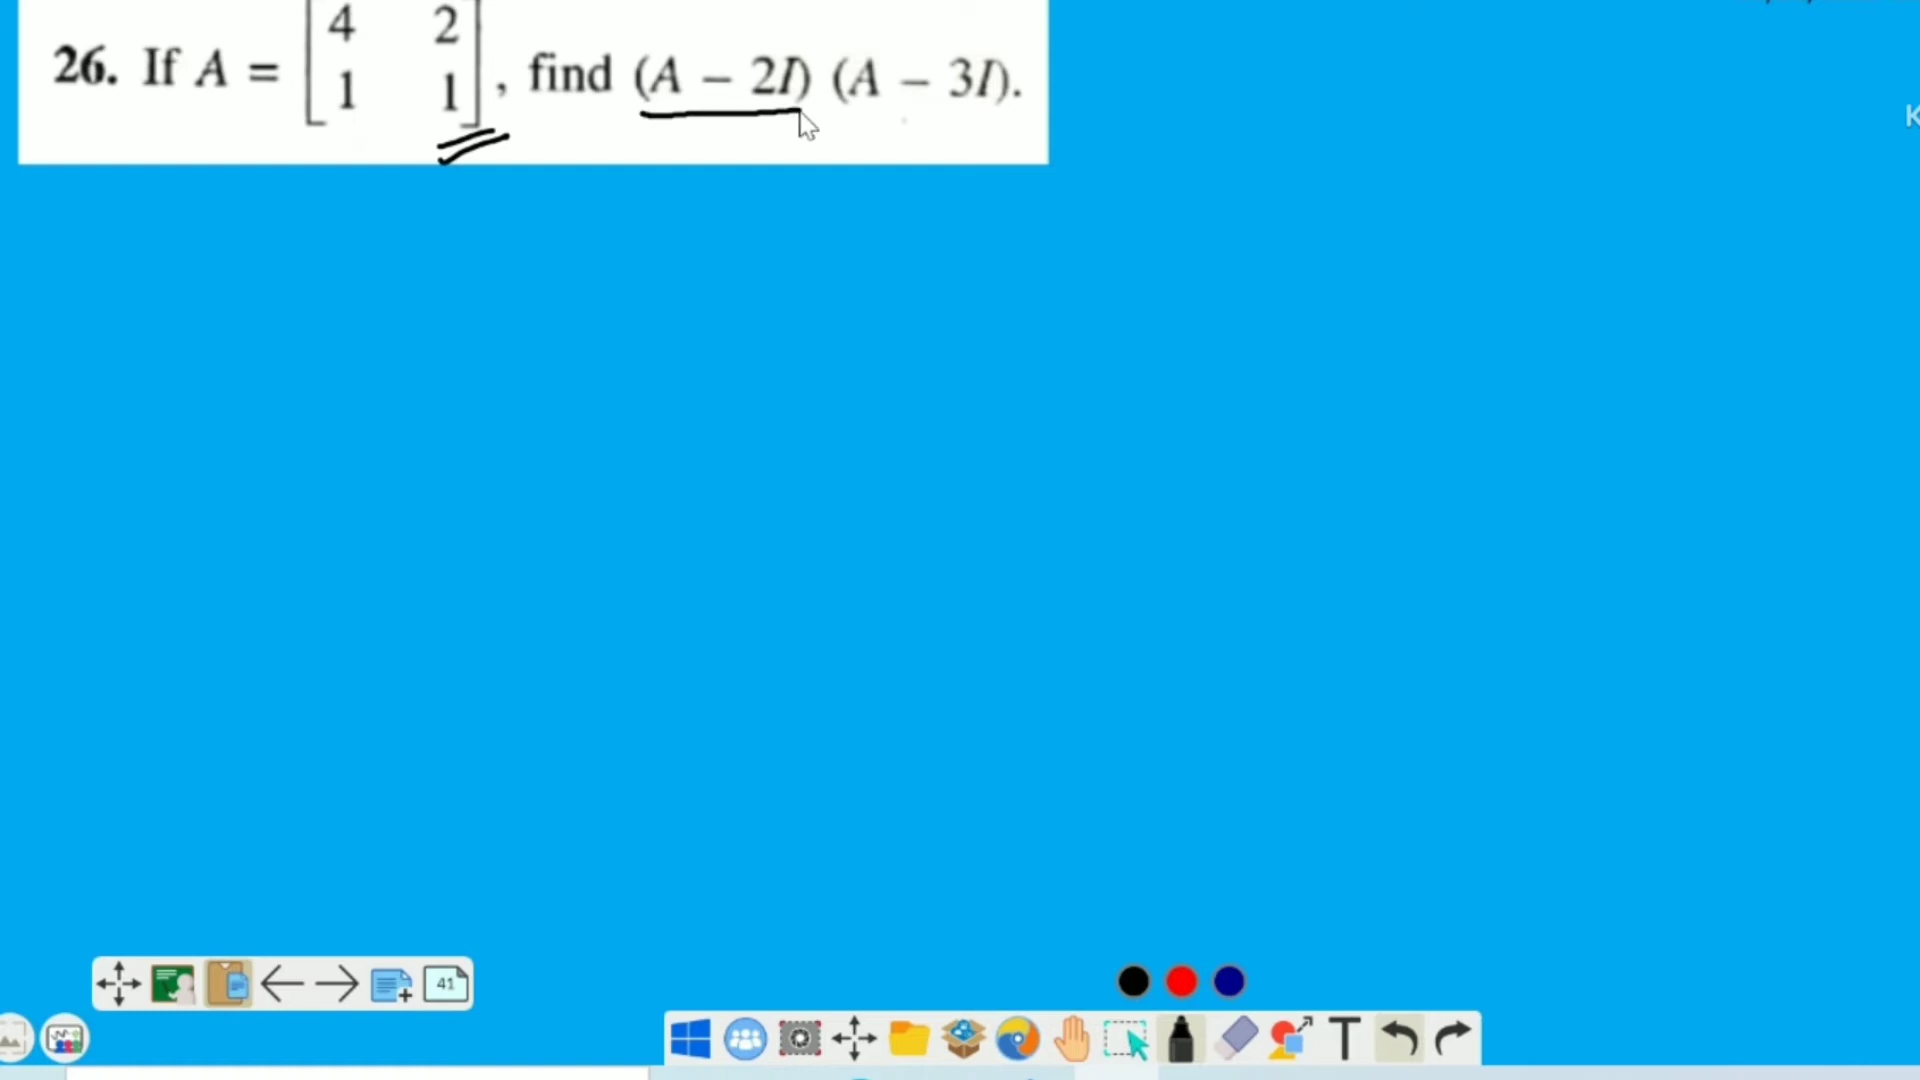 26. If A = [4 2
1 1], find (A – 2I) (A – 3I).
K
41
T